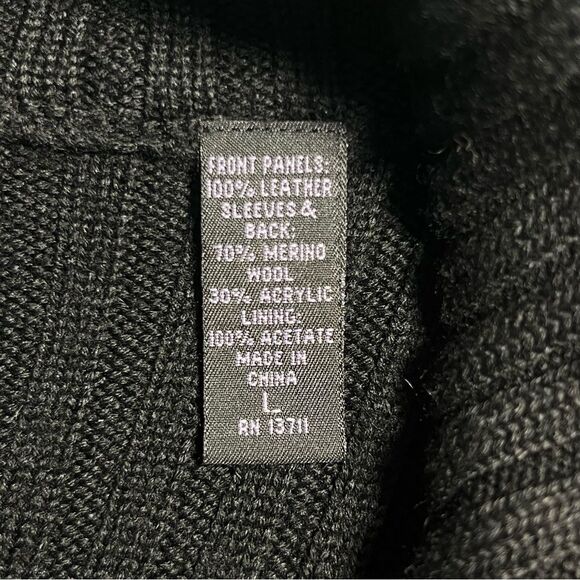 FRONT PANELS:
100% LEATHER
SLEEVES &
BACK:
70% MERINO
WOOL
30% ACRYLIC
LINING:
100% ACETATE
MADE IN
CHINA
L
RN 13711